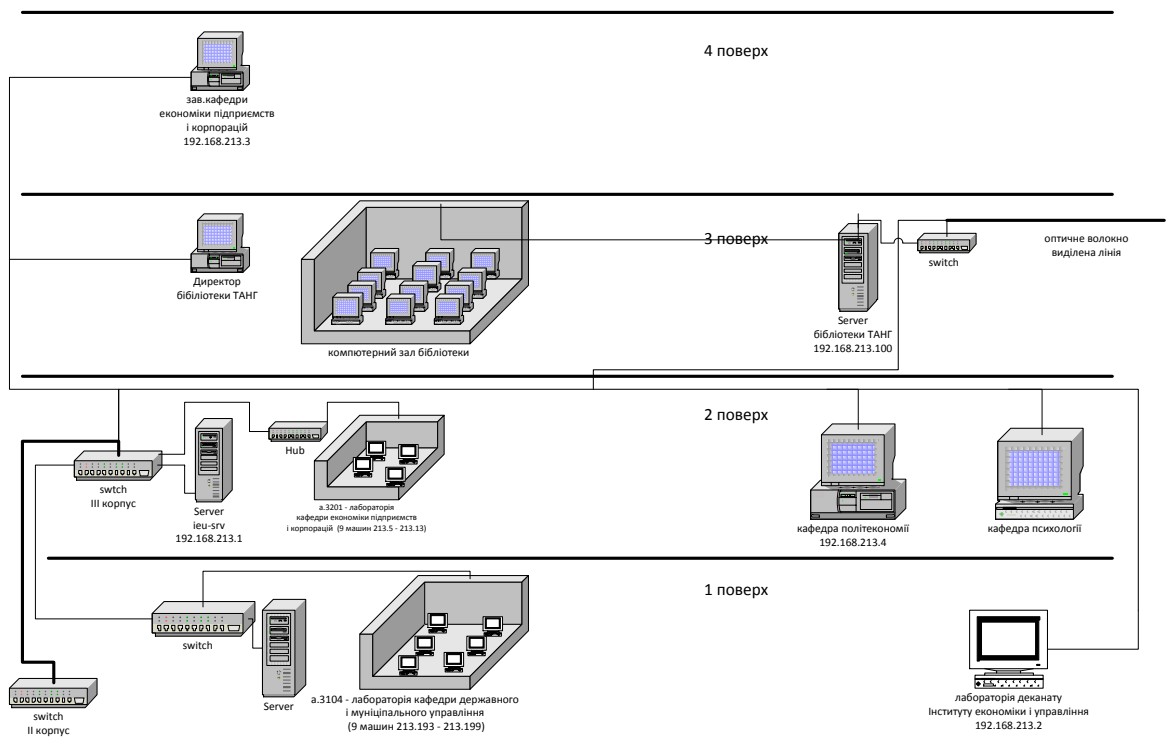 4 поверх
зав.кафедри
економіки підприємств
і корпорацій
192.168.213.3
3 поверх
оптичне волокно
виділена лінія
switch
Директор
бібіліотеки ТАНГ
Server
бібліотеки ТАНГ
192.168.213.100
компютерний зал бібліотеки
2 поверх
Hub
swtch
III корпус
Server
ieu-srv
192.168.213.1
а.3201 - лабораторія
кафедри економіки підприємств
і корпорацій (9 машин 213.5 - 213.13)
кафедра політекономії
192.168.213.4
кафедра психології
1 поверх
switch
Server
а.3104 - лабораторія кафедри державного
і муніціпального управління
(9 машин 213.193 - 213.199)
лабораторія деканату
Інституту економіки і управління
192.168.213.2
switch
II корпус